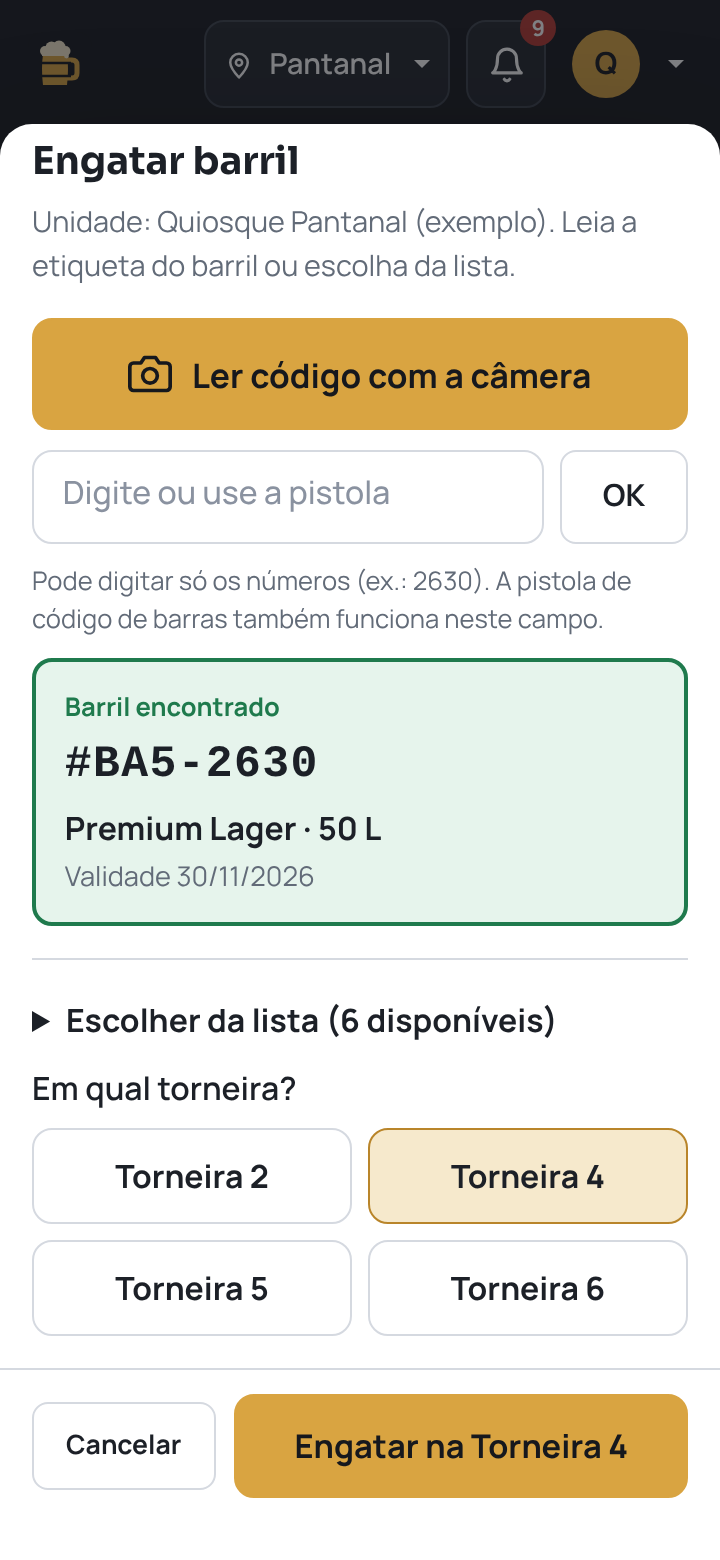 Pantanal
9
Q
Engatar barril
Unidade: Quiosque Pantanal (exemplo). Leia a
etiqueta do barril ou escolha da lista.
Ler código com a câmera
Digite ou use a pistola
OK
Pode digitar só os números (ex.: 2630). A pistola de
código de barras também funciona neste campo.
Barril encontrado
#BA5-2630
Premium Lager · 50 L
Validade 30/11/2026
Escolher da lista (6 disponíveis)
Em qual torneira?
Torneira 2
Torneira 4
Torneira 5
Torneira 6
Cancelar
Engatar na Torneira 4